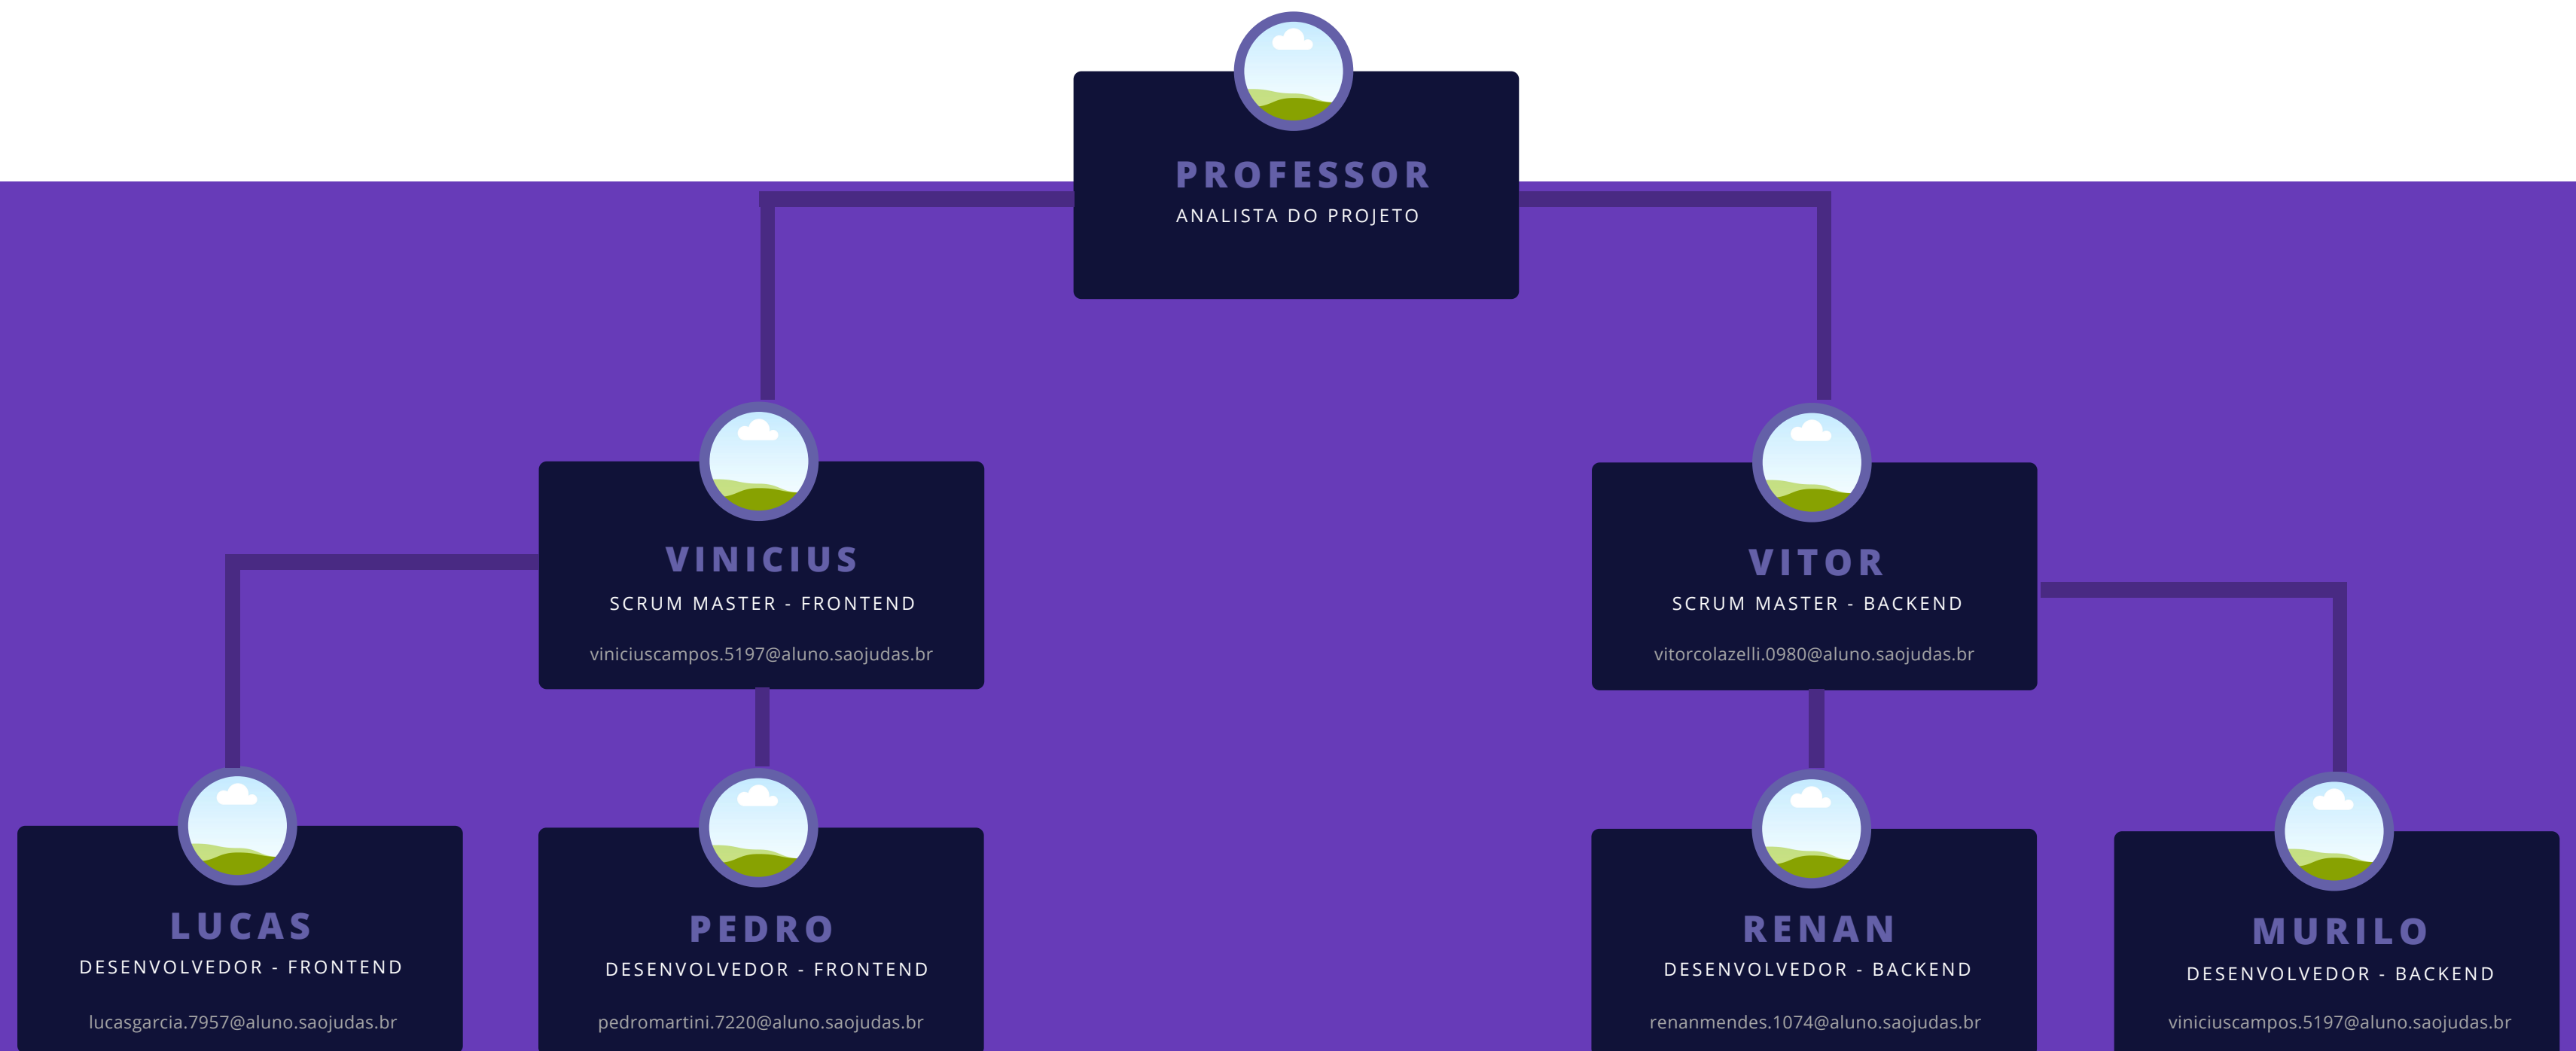 PROFESSOR
ANALISTA DO PROJETO
VINICIUS
SCRUM MASTER - FRONTEND
viniciuscampos.5197@aluno.saojudas.br
VITOR
SCRUM MASTER - BACKEND
vitorcolazelli.0980@aluno.saojudas.br
LUCAS
DESENVOLVEDOR - FRONTEND
lucasgarcia.7957@aluno.saojudas.br
PEDRO
DESENVOLVEDOR - FRONTEND
pedromartini.7220@aluno.saojudas.br
RENAN
DESENVOLVEDOR - BACKEND
renanmendes.1074@aluno.saojudas.br
MURILO
DESENVOLVEDOR - BACKEND
viniciuscampos.5197@aluno.saojudas.br